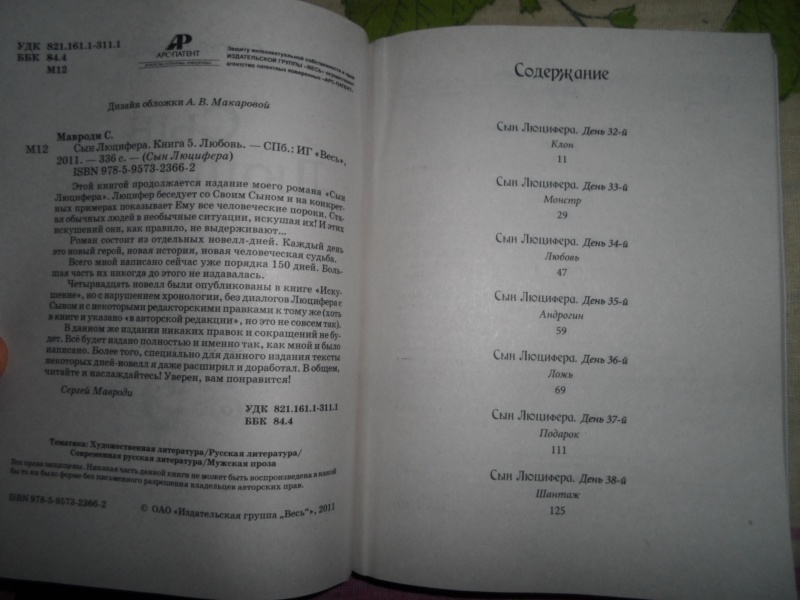 УДК 821.161.1-311.1
ББК 84.4
М12
АРС-ПАТЕНТ
Защиту интеллектуальной собственности и прав
ИЗДАТЕЛЬСКОЙ ГРУППЫ «ВЕСЬ» осуществляет
агентство патентных поверенных «АРС-ПАТЕНТ»
Дизайн обложки А. В. Макаровой
Мавроди С.
М12 Сын Люцифера. Книга 5. Любовь. — СПб.: ИГ «Весь»,
2011. — 336 с. — (Сын Люцифера)
ISBN 978-5-9573-2366-2
Этой книгой продолжается издание моего романа «Сын
Люцифера». Люцифер беседует со Своим Сыном и на конкрет-
ных примерах показывает Ему все человеческие пороки, Ста-
вя обычных людей в необычные ситуации, искушая их! И этих
искушений они, как правило, не выдерживают...
Роман состоит из отдельных новелл-дней. Каждый день
это новый герой, новая история, новая человеческая судьба.
Всего мной написано сейчас уже порядка 150 дней. Боль-
шая часть их никогда до этого не издавалась.
Четырнадцать новелл были опубликованы в книге «Иску-
шение», но с нарушением хронологии, без диалогов Люцифера с
Сыном и с некоторыми редакторскими правками к тому же (хоть
в книге и указано «в авторской редакции», но это не совсем так).
В данном же издании никаких правок и сокращений не бу-
дет. Всё будет издано полностью и именно так, как мной и было
написано. Более того, специально для данного издания тексты
некоторых дней-новелл я даже расширил и доработал. В общем,
читайте и наслаждайтесь! Уверен, вам понравится!
Сергей Мавроди
УДК 821.161.1-311.1
ББК 84.4
Тематика: Художественная литература/Русская литература/
Современная русская литература/Мужская проза
Все права защищены. Никакая часть данной книги не может быть воспроизведена в какой
бы то ни было форме без письменного разрешения владельцев авторских прав.
ISBN 978-5-9573-2366-2
© ОАО «Издательская группа „Весь“», 2011
Содержание
Сын Люцифера. День 32-й
Клон
11
Сын Люцифера. День 33-й
Монстр
29
Сын Люцифера. День 34-й
Любовь
47
Сын Люцифера. День 35-й
Андрогин
59
Сын Люцифера. День 36-й
Ложь
69
Сын Люцифера. День 37-й
Подарок
111
Сын Люцифера. День 38-й
Шантаж
125